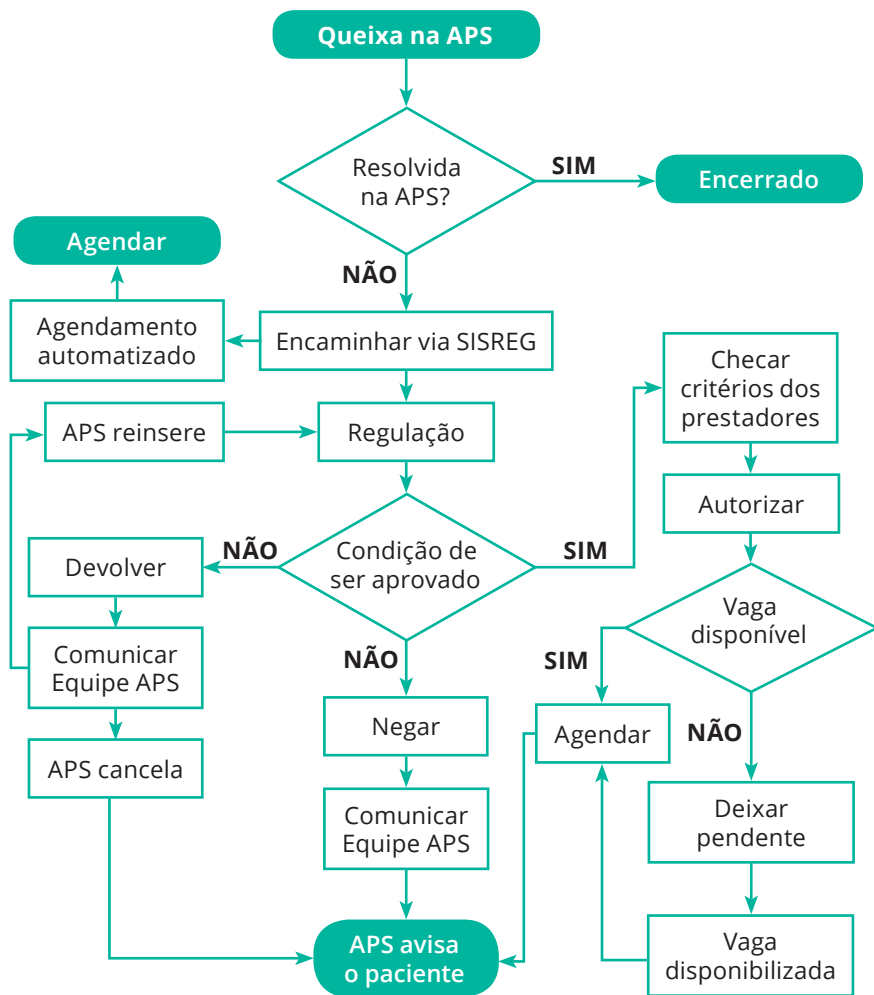 Queixa na APS
Resolvida
na APS?
SIM
Encerrado
Agendar
NÃO
Agendamento
automatizado
Encaminhar via SISREG
Checar
critérios dos
prestadores
APS reinsere
Regulação
Autorizar
NÃO
Condição de
ser aprovado
SIM
Devolver
Vaga
disponível
Comunicar
Equipe APS
NÃO
SIM
Negar
Agendar
NÃO
APS cancela
Comunicar
Equipe APS
Deixar
pendente
APS avisa
o paciente
Vaga
disponibilizada